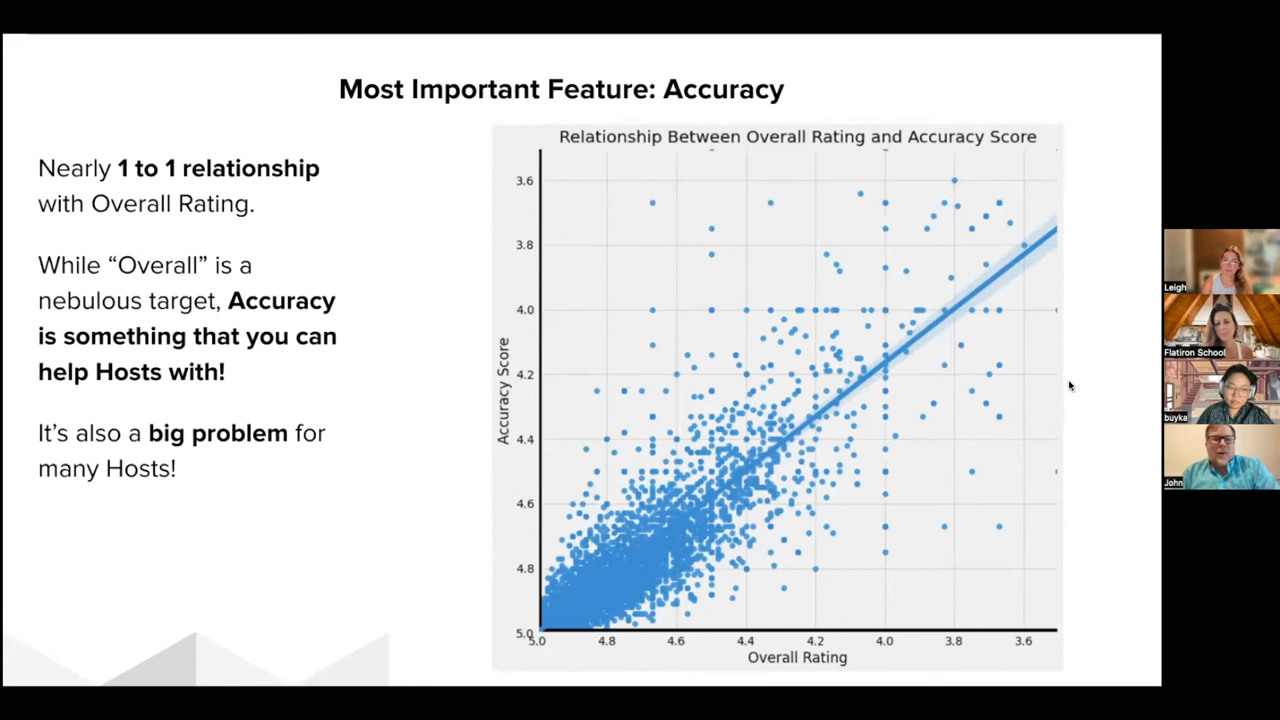 Most Important Feature: Accuracy
Nearly 1 to 1 relationship
with Overall Rating.
While “Overall” is a
nebulous target, Accuracy
is something that you can
help Hosts with!
It’s also a big problem for
many Hosts!
Relationship Between Overall Rating and Accuracy Score
Accuracy Score
3.6
3.8
4.0
4.2
4.4
4.6
4.8
5.0
5.0 4.8 4.6 4.4 4.2 4.0 3.8 3.6
Overall Rating
Leigh
Flatiron School
buyka
John